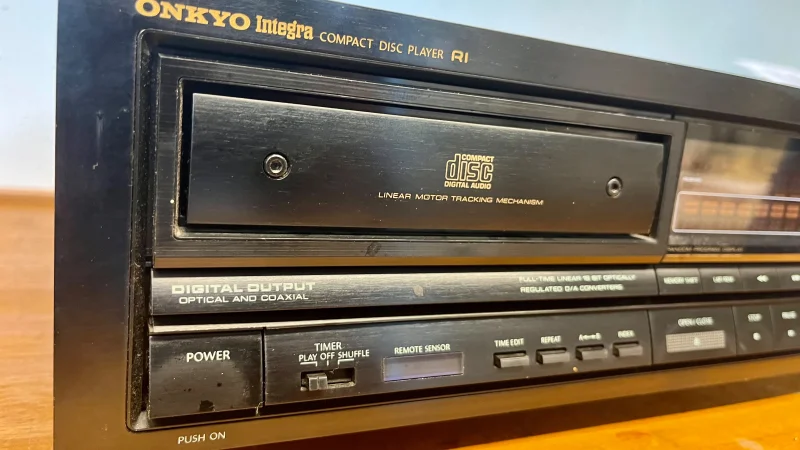 ONKYO Integra COMPACT DISC PLAYER RI
COMPACT
disc
DIGITAL AUDIO
LINEAR MOTOR TRACKING MECHANISM
DIGITAL OUTPUT
OPTICAL AND COAXIAL
FULL-TIME LINEAR 18 BIT OPTICALLY
REGULATED D/A CONVERTERS
POWER
TIMER
PLAY OFF SHUFFLE
REMOTE SENSOR
TIME EDIT
REPEAT
A↔B
INDEX
OPEN/CLOSE
STOP
PUSH ON